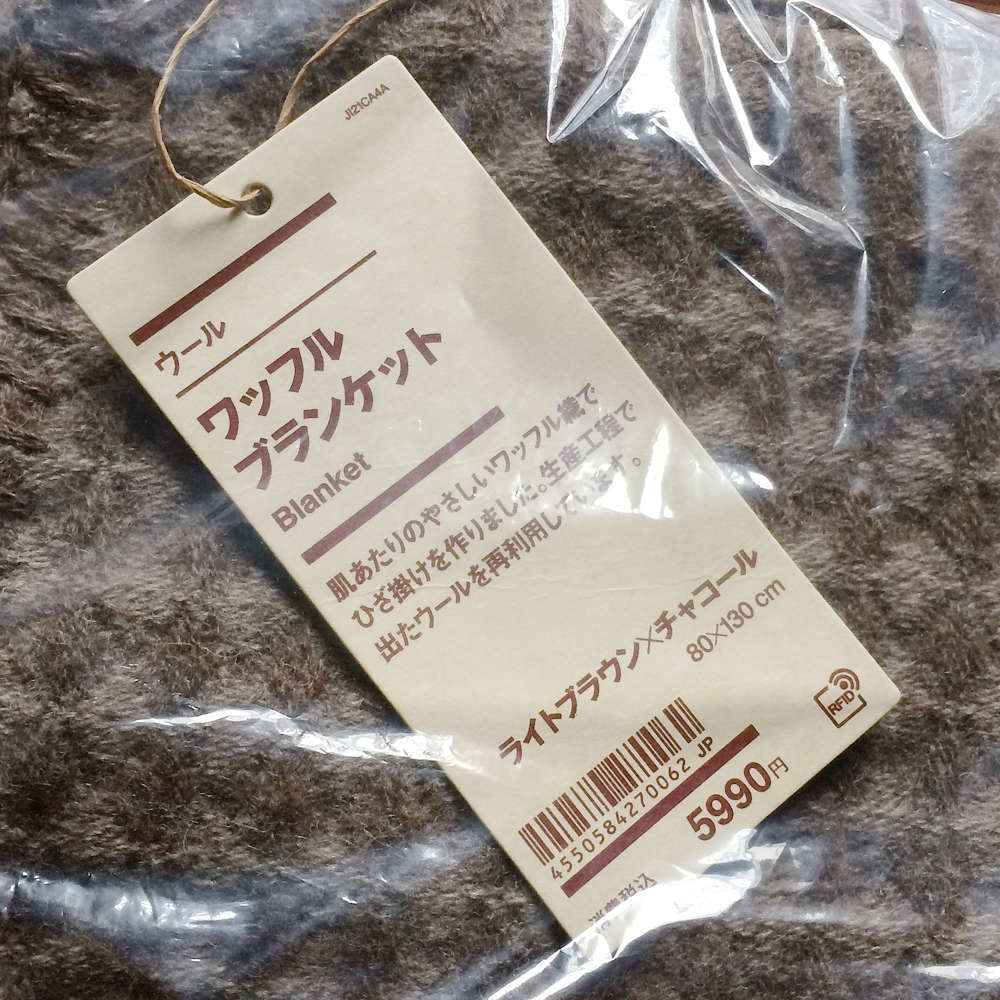 JI21CA4A
ウール
ワッフル
ブランケット
Blanket
肌あたりのやさしいワッフル織で
ひざ掛けを作りました。生産工程で
出たウールを再利用しています。
ライトブラウン×チャコール
80×130 cm
RFID
4550584270062 JP
5990円
消費税込